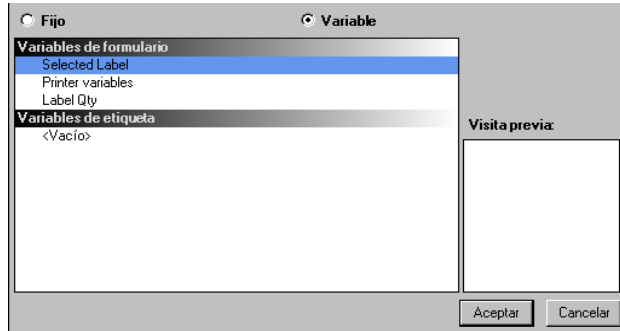 Fijo
Variable
Variables de formulario
Selected Label
Printer variables
Label Qty
Variables de etiqueta
<Vacío>
Visita previa:
Aceptar
Cancelar